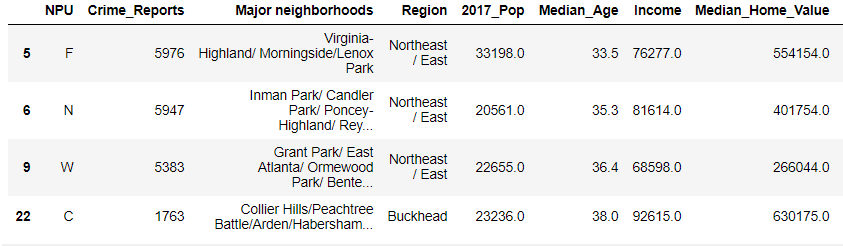 NPU Crime_Reports Major neighborhoods Region 2017_Pop Median_Age Income Median_Home_Value
Virginia-
5 F 5976 Highland/ Morningside/Lenox Northeast / East 33198.0 33.5 76277.0 554154.0
Park
Inman Park/ Candler
6 N 5947 Park/ Poncey- Northeast / East 20561.0 35.3 81614.0 401754.0
Highland/ Rey...
Grant Park/ East
9 W 5383 Atlanta/ Ormewood Northeast / East 22655.0 36.4 68598.0 266044.0
Park/ Bente...
22 C 1763 Collier Hills/Peachtree Buckhead 23236.0 38.0 92615.0 630175.0
Battle/Arden/Habersham...